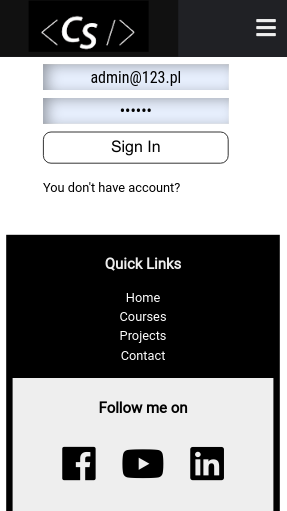 <CS/>
admin@123.pl
••••••
Sign In
You don't have account?
Quick Links
Home
Courses
Projects
Contact
Follow me on
in